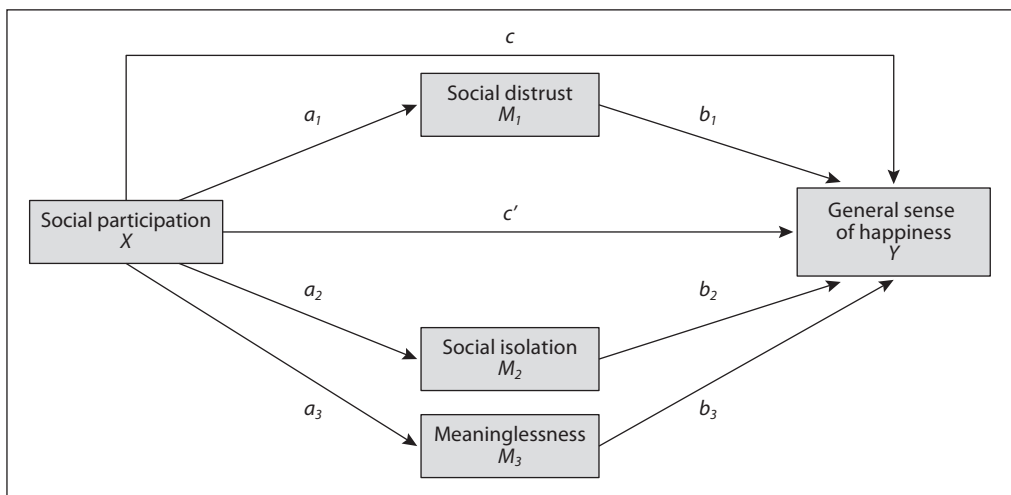 c
Social distrust
M1
a1
b1
Social participation
X
c′
General sense
of happiness
Y
a2
b2
Social isolation
M2
a3
b3
Meaninglessness
M3